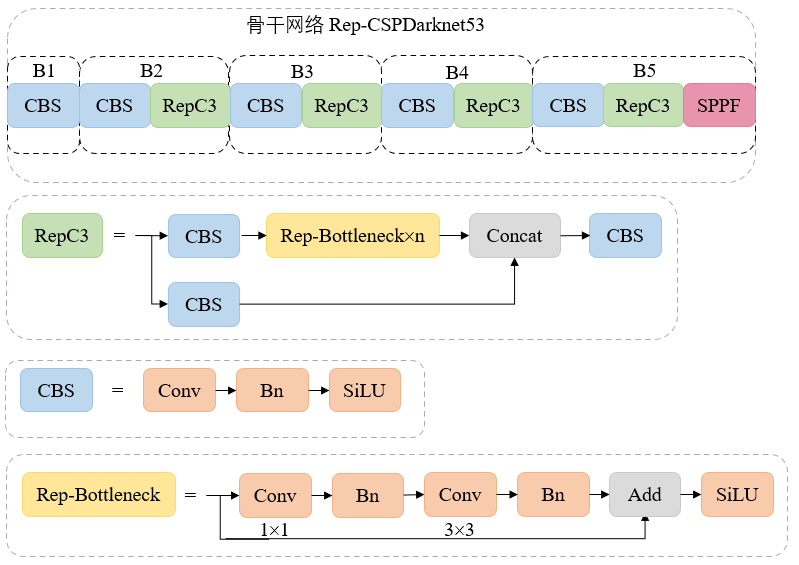 骨干网络 Rep-CSPDarknet53
B1 B2 B3 B4 B5
CBS CBS RepC3 CBS RepC3 CBS RepC3 CBS RepC3 SPPF
RepC3 = CBS Rep-Bottleneck×n Concat CBS
CBS
CBS = Conv Bn SiLU
Rep-Bottleneck = Conv Bn Conv Bn Add SiLU
1×1 3×3